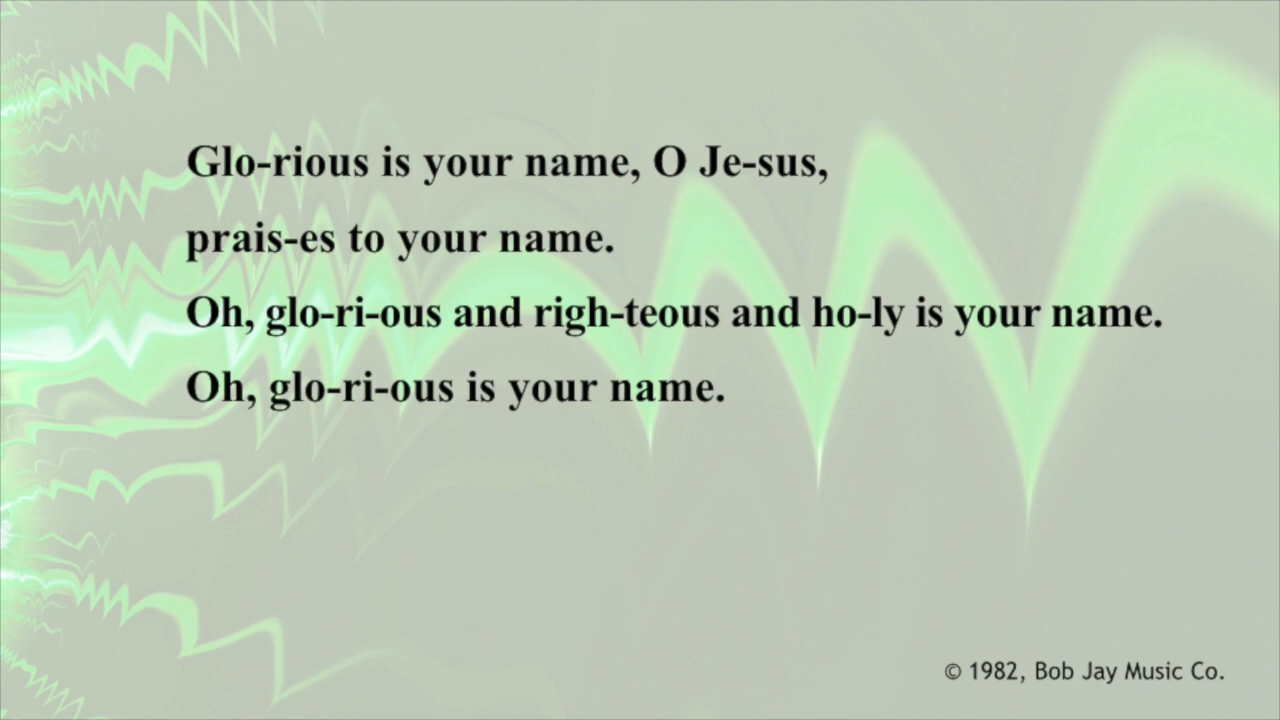 Glo-rious is your name, O Je-sus,
prais-es to your name.
Oh, glo-ri-ous and righ-teous and ho-ly is your name.
Oh, glo-ri-ous is your name.
© 1982, Bob Jay Music Co.